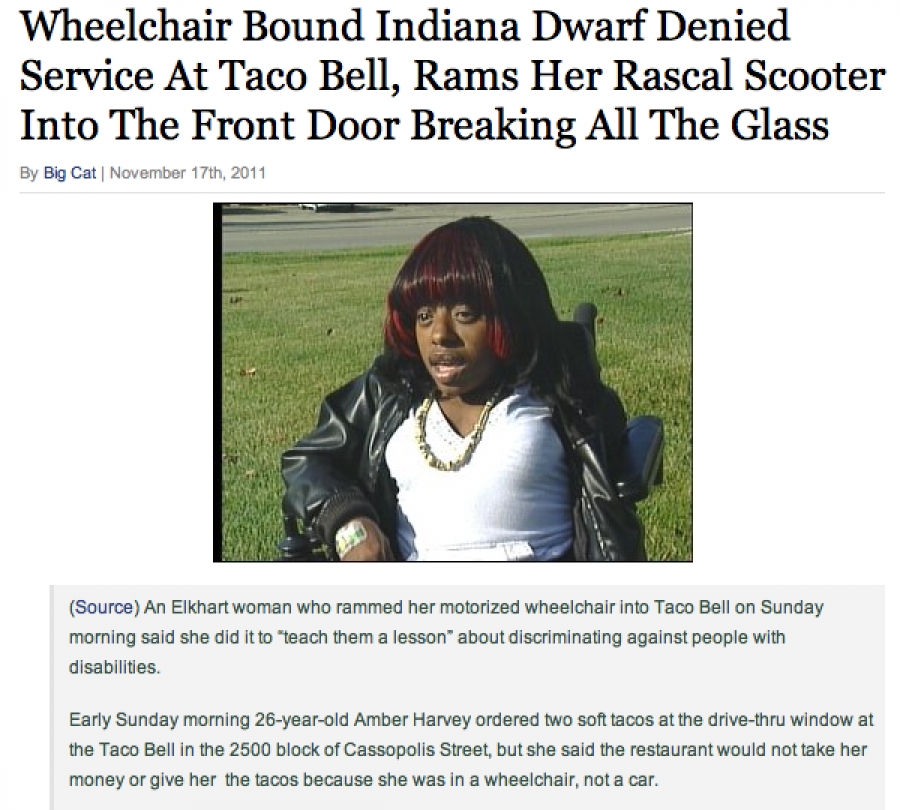 Wheelchair Bound Indiana Dwarf Denied
Service At Taco Bell, Rams Her Rascal Scooter
Into The Front Door Breaking All The Glass
By Big Cat | November 17th, 2011
(Source) An Elkhart woman who rammed her motorized wheelchair into Taco Bell on Sunday
morning said she did it to “teach them a lesson” about discriminating against people with
disabilities.
Early Sunday morning 26-year-old Amber Harvey ordered two soft tacos at the drive-thru window at
the Taco Bell in the 2500 block of Cassopolis Street, but she said the restaurant would not take her
money or give her  the tacos because she was in a wheelchair, not a car.